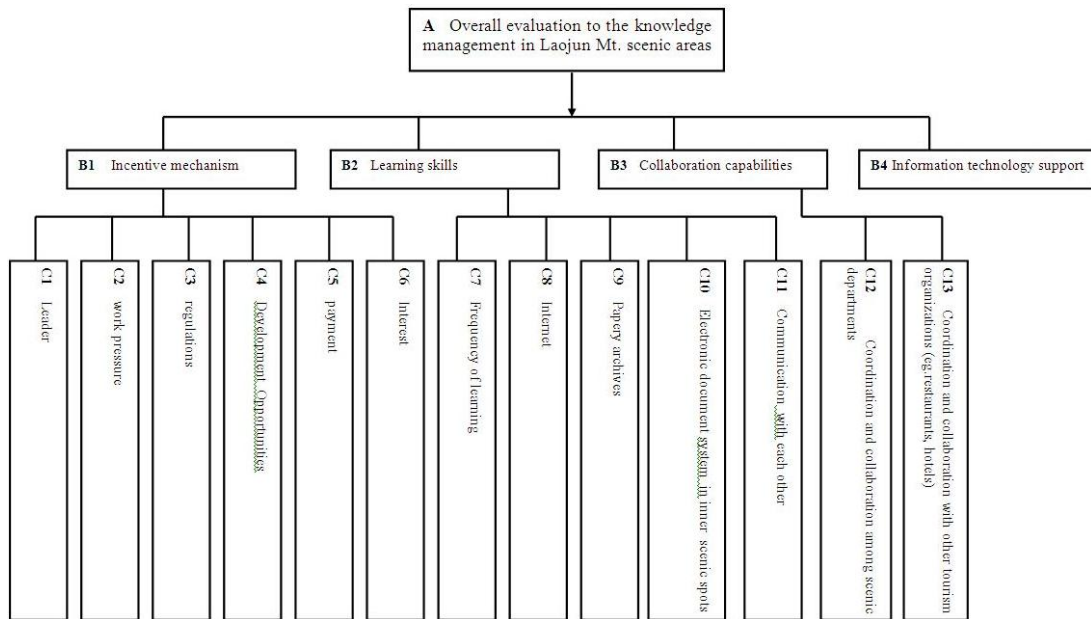 A Overall evaluation to the knowledge
management in Laojun Mt. scenic areas
B1 Incentive mechanism
B2 Learning skills
B3 Collaboration capabilities
B4 Information technology support
C1 Leader
C2 work pressure
C3 regulations
C4 Development Opportunities
C5 payment
C6 Interest
C7 Frequency of learning
C8 Internet
C9 Papery archives
C10 Electronic document system in inner scenic spots
C11 Communication with each other
C12 Coordination and collaboration among scenic
departments
C13 Coordination and collaboration with other tourism
organizations (eg.restaurants, hotels)